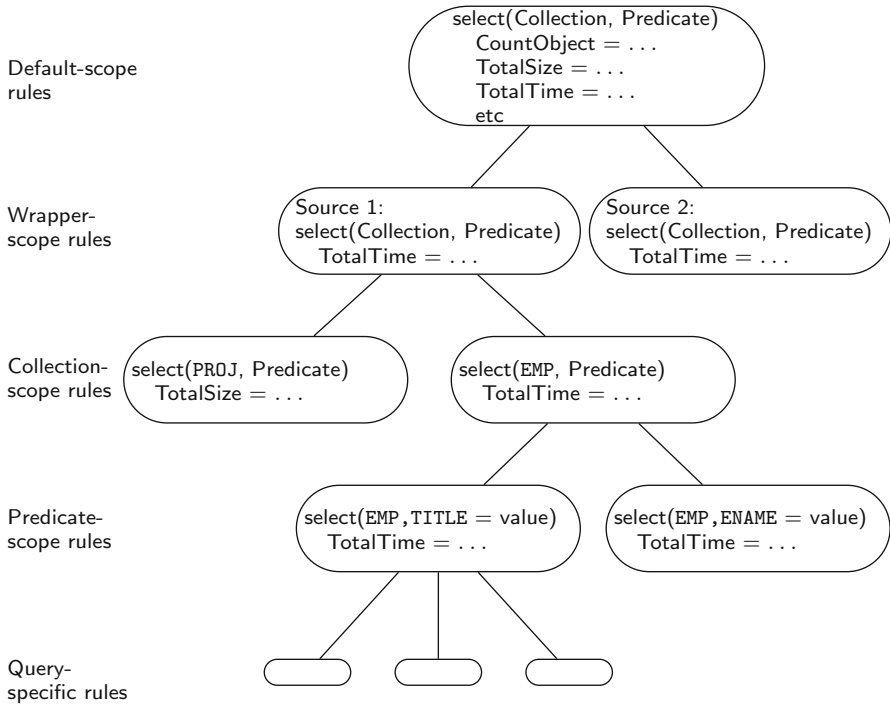 Default-scope
rules
select(Collection, Predicate)
CountObject = . . .
TotalSize = . . .
TotalTime = . . .
etc
Wrapper-
scope rules
Source 1:
select(Collection, Predicate)
TotalTime = . . .
Source 2:
select(Collection, Predicate)
TotalTime = . . .
Collection-
scope rules
select(PROJ, Predicate)
TotalSize = . . .
select(EMP, Predicate)
TotalTime = . . .
Predicate-
scope rules
select(EMP,TITLE = value)
TotalTime = . . .
select(EMP,ENAME = value)
TotalTime = . . .
Query-
specific rules